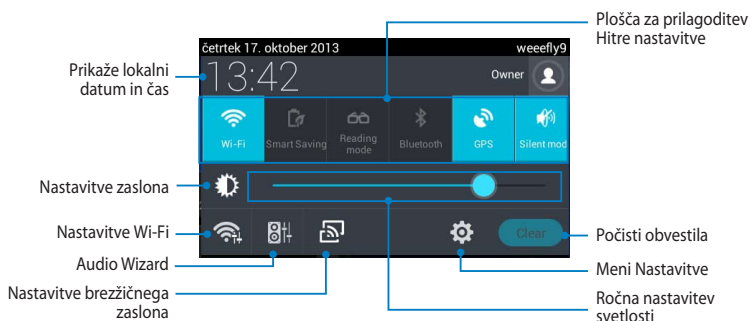 Plošča za prilagoditev
Hitre nastavitve
četrtek 17. oktober 2013
weeefly9
Prikaže lokalni
datum in čas
13:42
Owner
Wi-Fi
Smart Saving
Reading
mode
Bluetooth
GPS
Silent mod
Nastavitve zaslona
Nastavitve Wi-Fi
Clear
Počisti obvestila
Audio Wizard
Meni Nastavitve
Nastavitve brezžičnega
zaslona
Ročna nastavitev
svetlosti